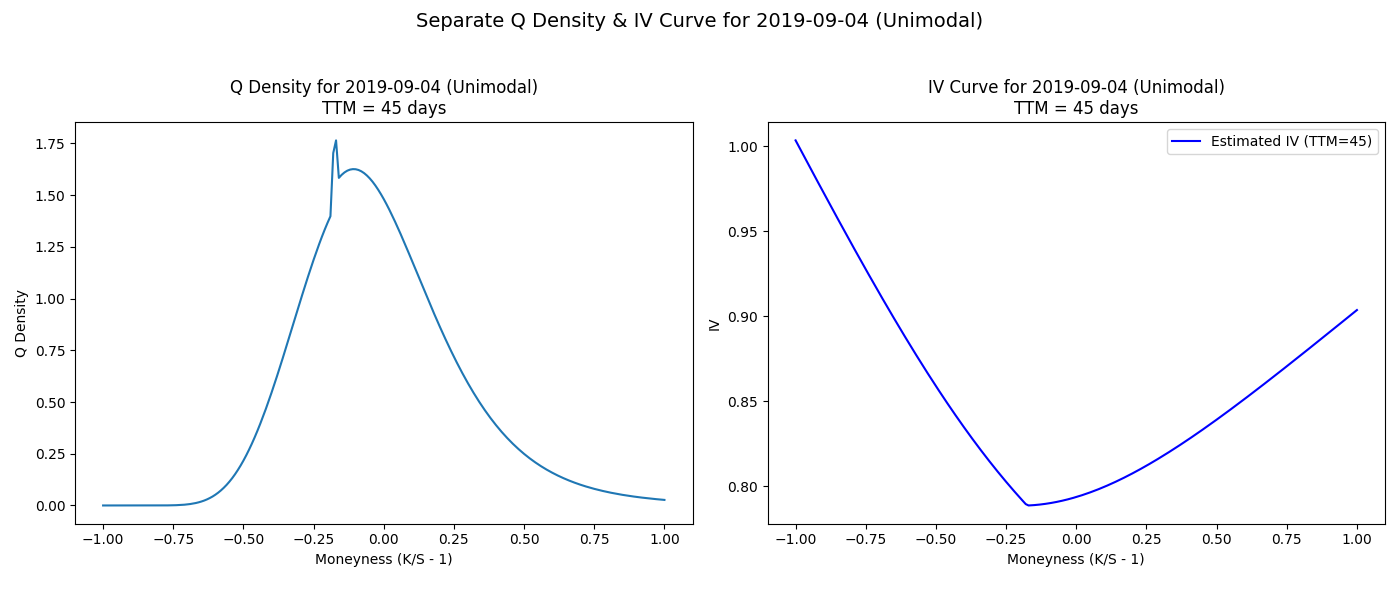 Separate Q Density & IV Curve for 2019-09-04 (Unimodal)
Q Density for 2019-09-04 (Unimodal)
TTM = 45 days
1.75
1.50
1.25
1.00
0.75
0.50
0.25
0.00
Q Density
−1.00 −0.75 −0.50 −0.25 0.00 0.25 0.50 0.75 1.00
Moneyness (K/S - 1)
IV Curve for 2019-09-04 (Unimodal)
TTM = 45 days
Estimated IV (TTM=45)
1.00
0.95
0.90
0.85
0.80
IV
−1.00 −0.75 −0.50 −0.25 0.00 0.25 0.50 0.75 1.00
Moneyness (K/S - 1)